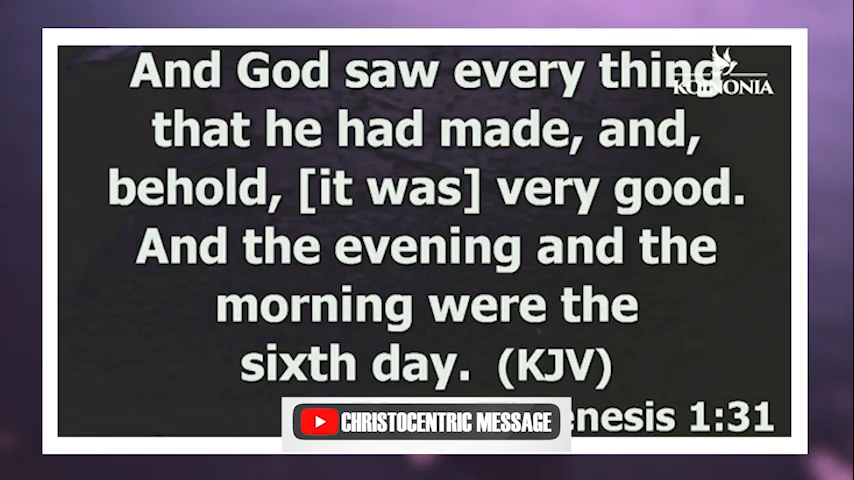 And God saw every thing
KOINONIA
that he had made, and,
behold, [it was] very good.
And the evening and the
morning were the
sixth day. (KJV)
enesis 1:31
CHRISTOCENTRIC MESSAGE